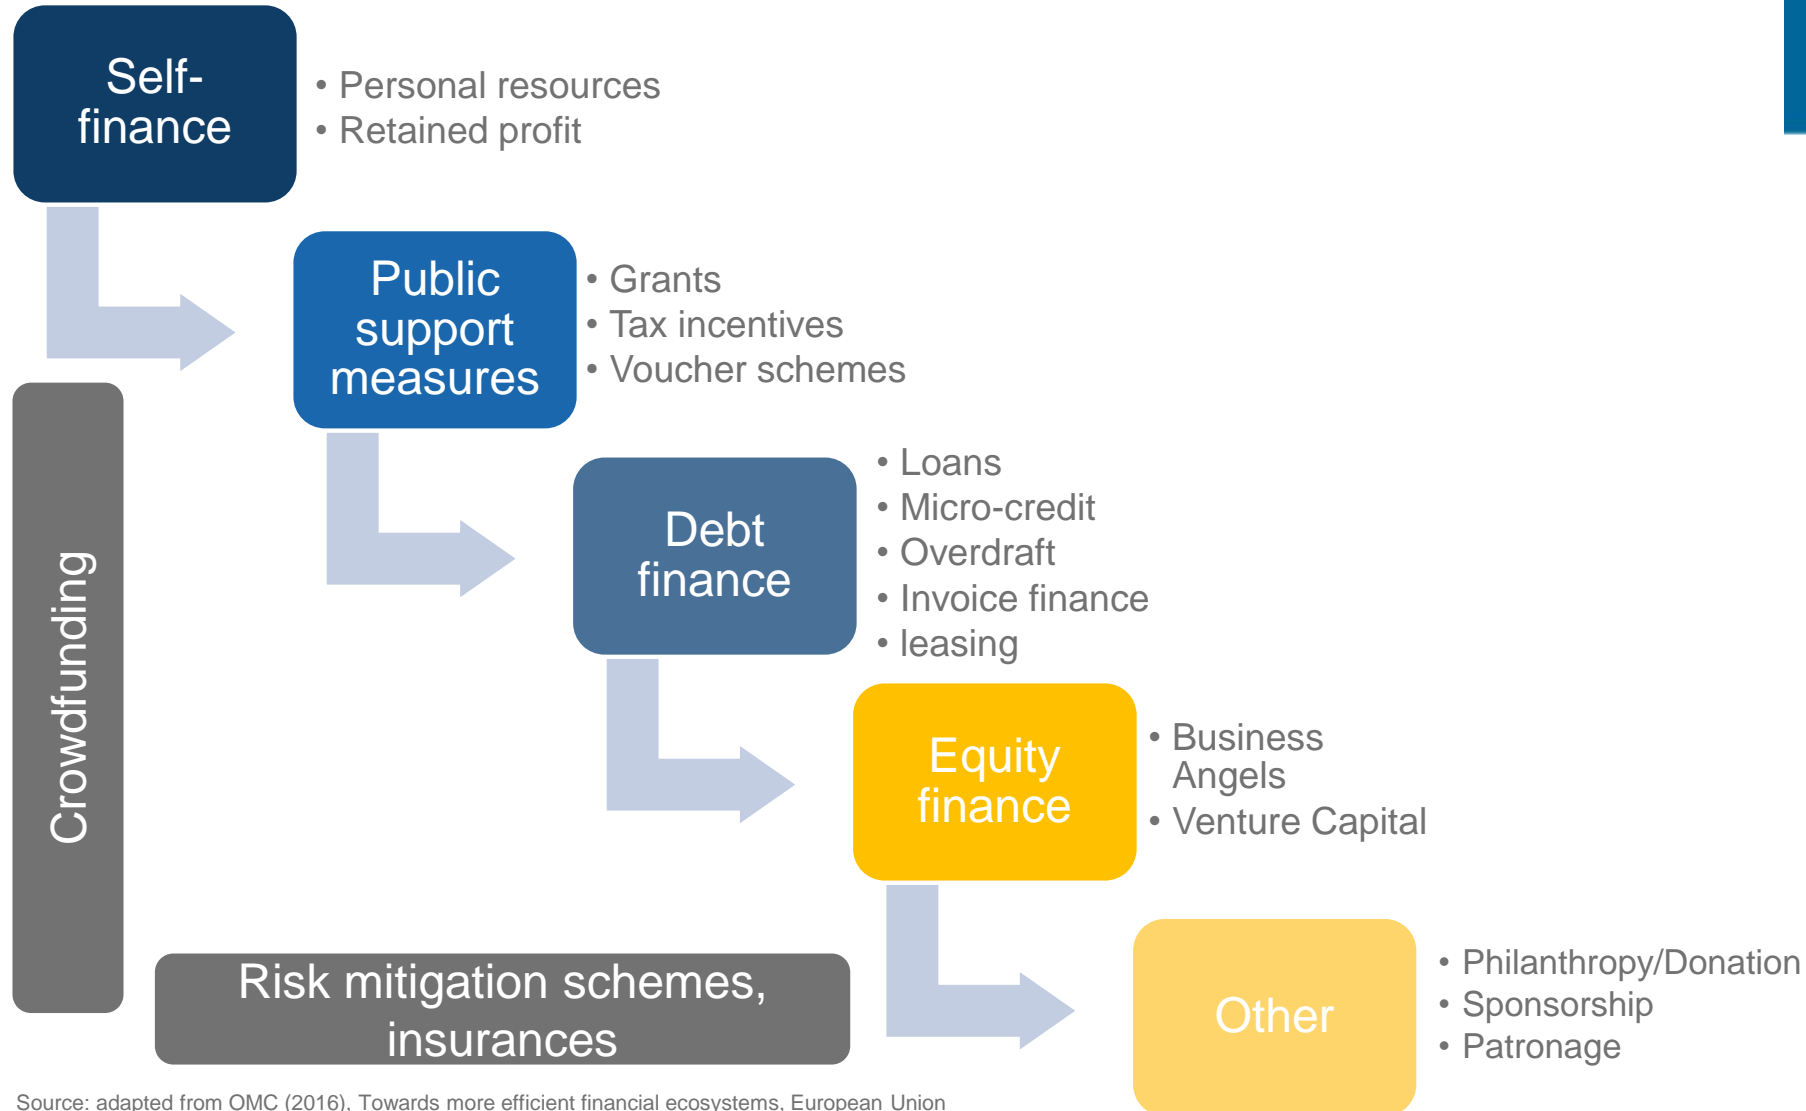 Self-
finance
• Personal resources
• Retained profit
Public
support
measures
• Grants
• Tax incentives
• Voucher schemes
Debt
finance
• Loans
• Micro-credit
• Overdraft
• Invoice finance
• leasing
Equity
finance
• Business
Angels
• Venture Capital
Other
• Philanthropy/Donation
• Sponsorship
• Patronage
Crowdfunding
Risk mitigation schemes,
insurances
Source: adapted from OMC (2016), Towards more efficient financial ecosystems, European Union